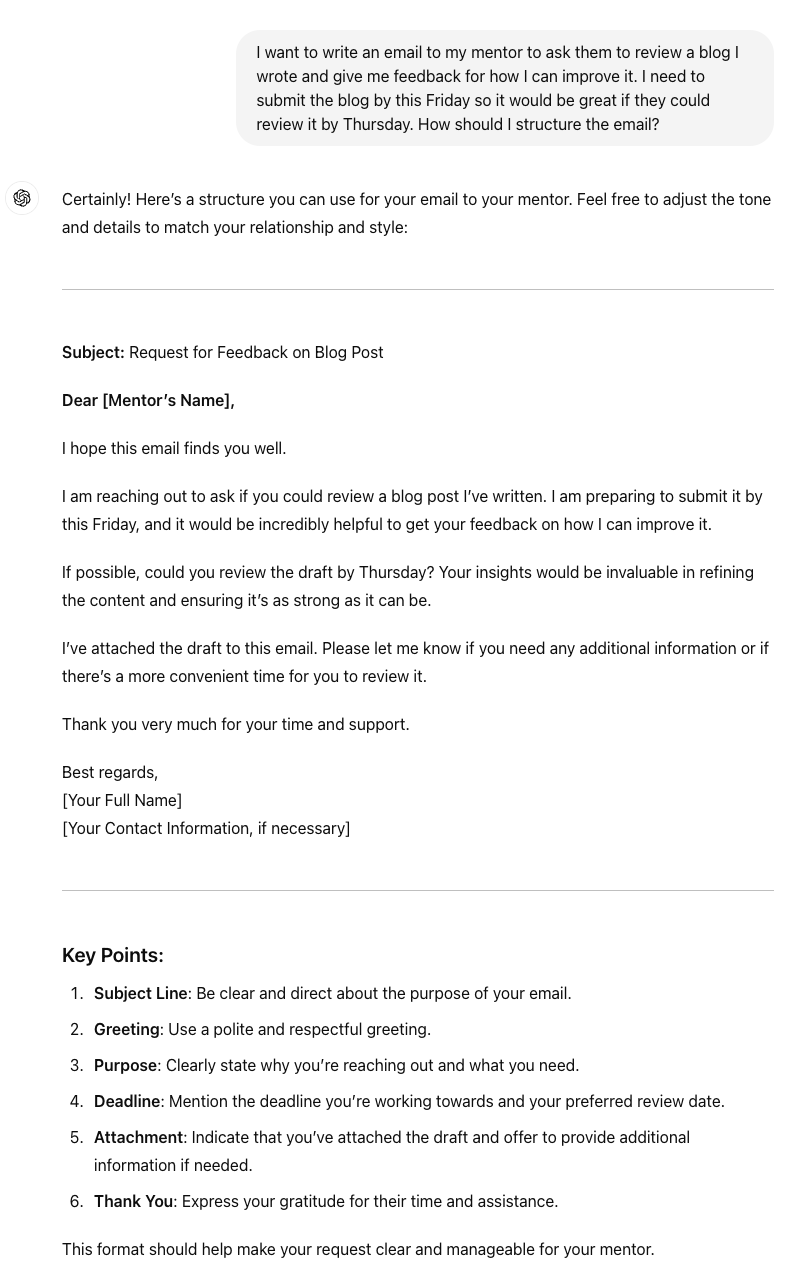 I want to write an email to my mentor to ask them to review a blog I
wrote and give me feedback for how I can improve it. I need to
submit the blog by this Friday so it would be great if they could
review it by Thursday. How should I structure the email?
Certainly! Here’s a structure you can use for your email to your mentor. Feel free to adjust the tone
and details to match your relationship and style:
Subject: Request for Feedback on Blog Post
Dear [Mentor’s Name],
I hope this email finds you well.
I am reaching out to ask if you could review a blog post I’ve written. I am preparing to submit it by
this Friday, and it would be incredibly helpful to get your feedback on how I can improve it.
If possible, could you review the draft by Thursday? Your insights would be invaluable in refining
the content and ensuring it’s as strong as it can be.
I’ve attached the draft to this email. Please let me know if you need any additional information or if
there’s a more convenient time for you to review it.
Thank you very much for your time and support.
Best regards,
[Your Full Name]
[Your Contact Information, if necessary]
Key Points:
1. Subject Line: Be clear and direct about the purpose of your email.
2. Greeting: Use a polite and respectful greeting.
3. Purpose: Clearly state why you’re reaching out and what you need.
4. Deadline: Mention the deadline you’re working towards and your preferred review date.
5. Attachment: Indicate that you’ve attached the draft and offer to provide additional
information if needed.
6. Thank You: Express your gratitude for their time and assistance.
This format should help make your request clear and manageable for your mentor.